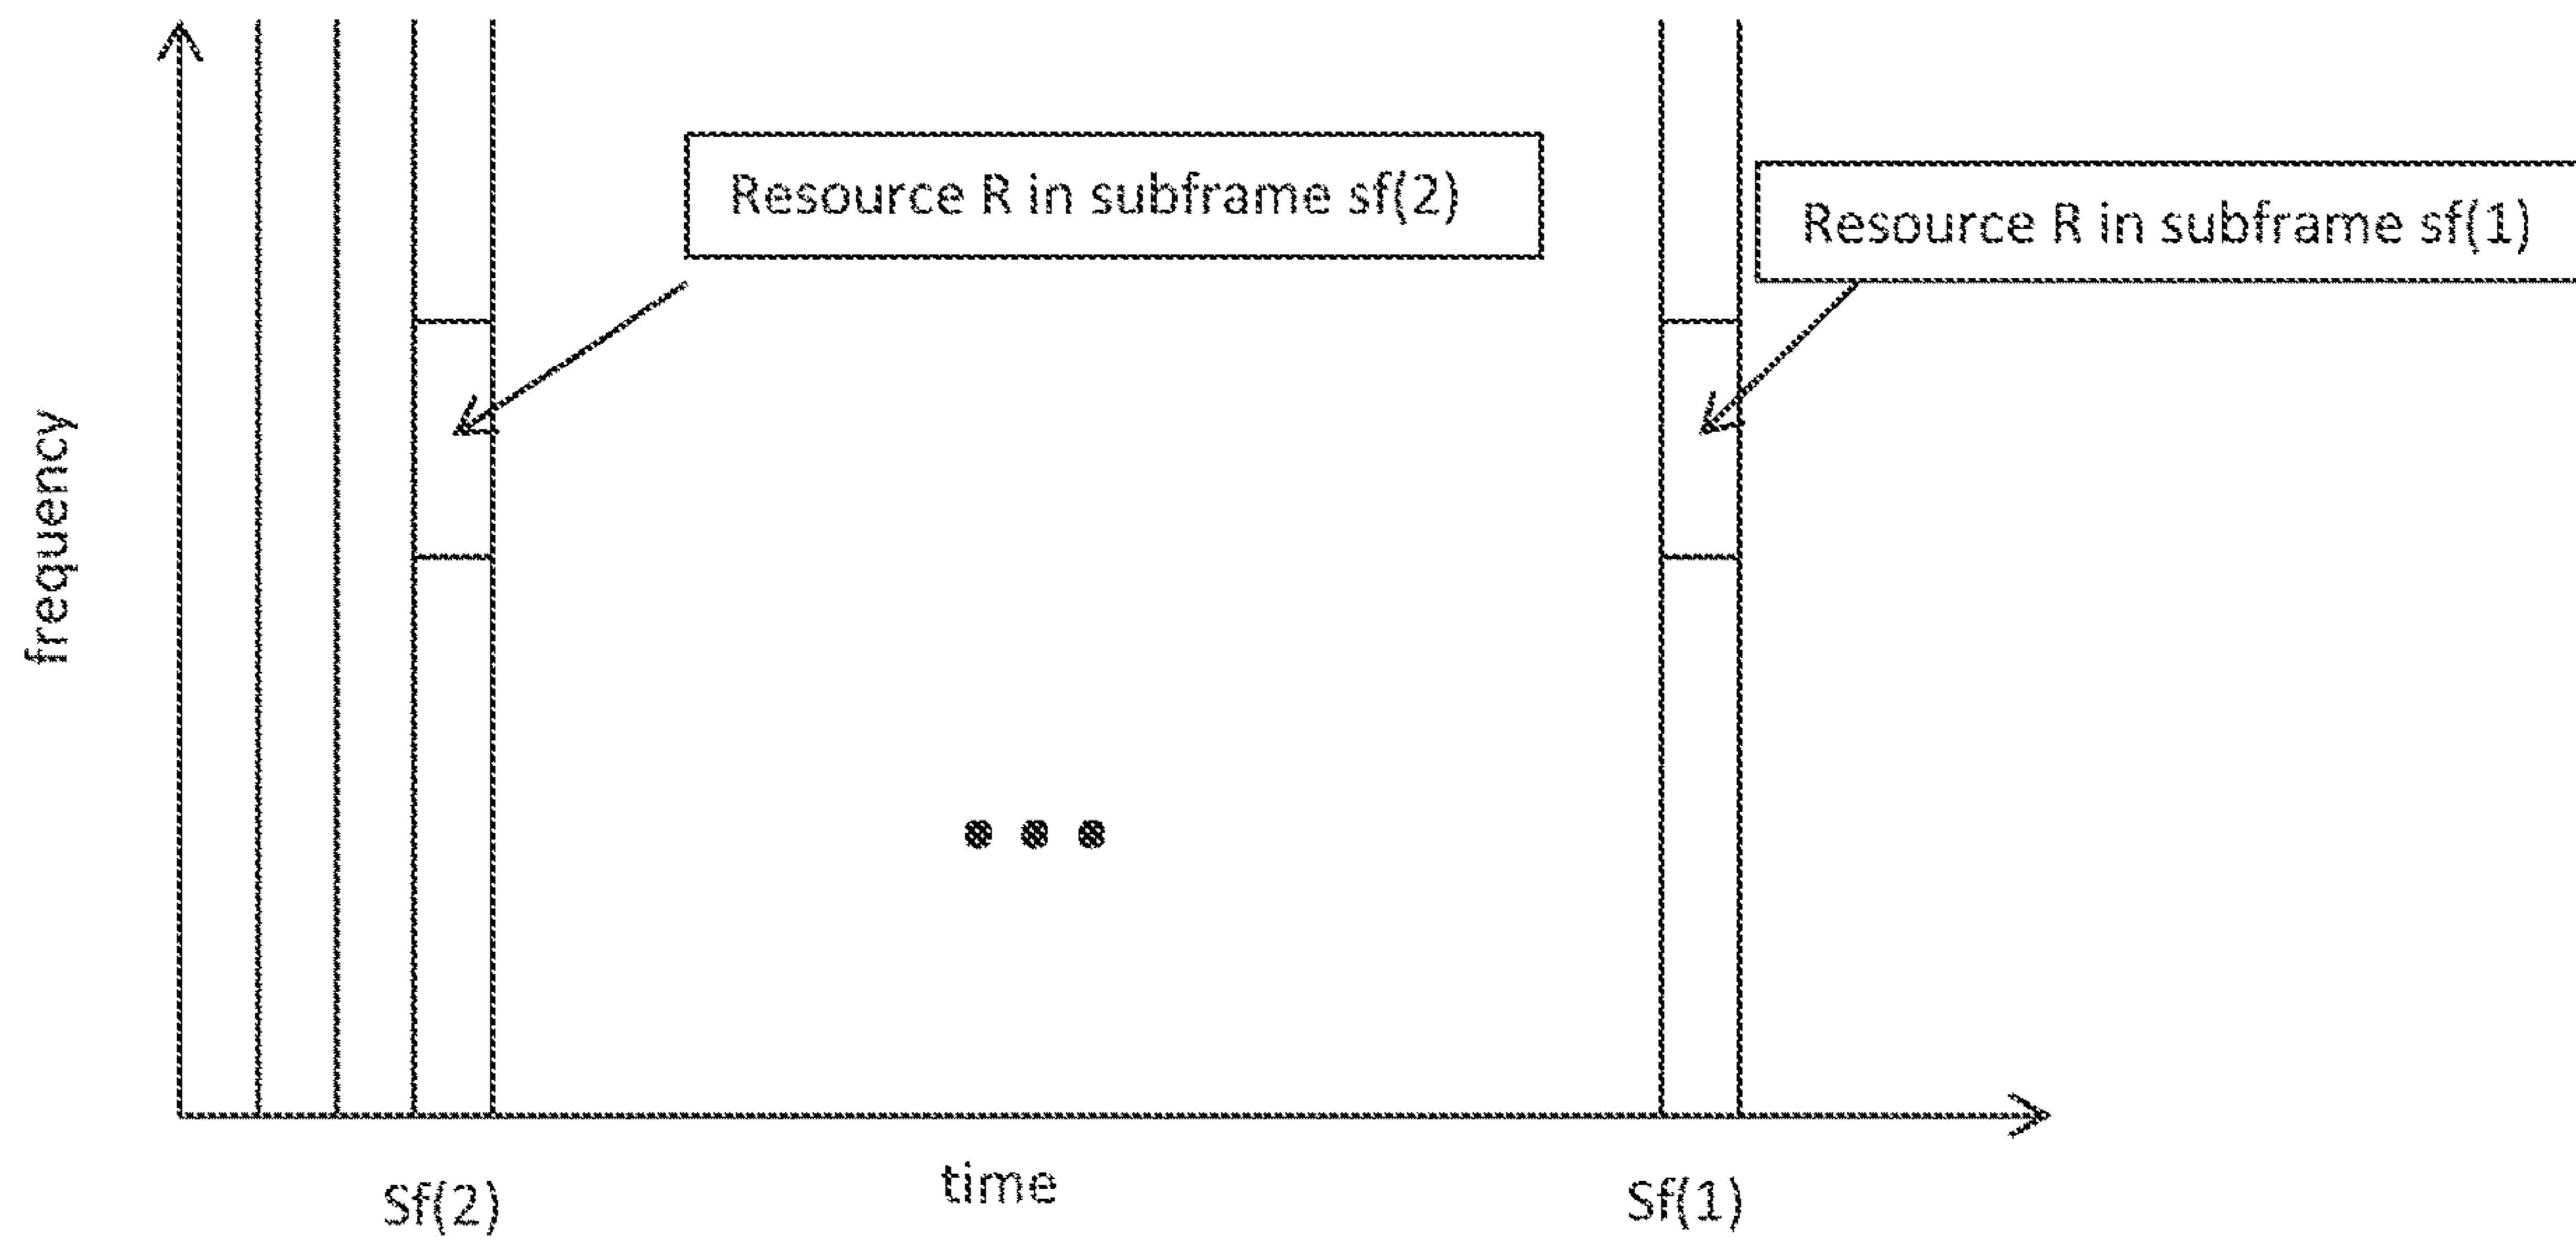 Resource R in subframe sf(2)
Resource R in subframe sf(1)
frequency
time
Sf(2)
Sf(1)